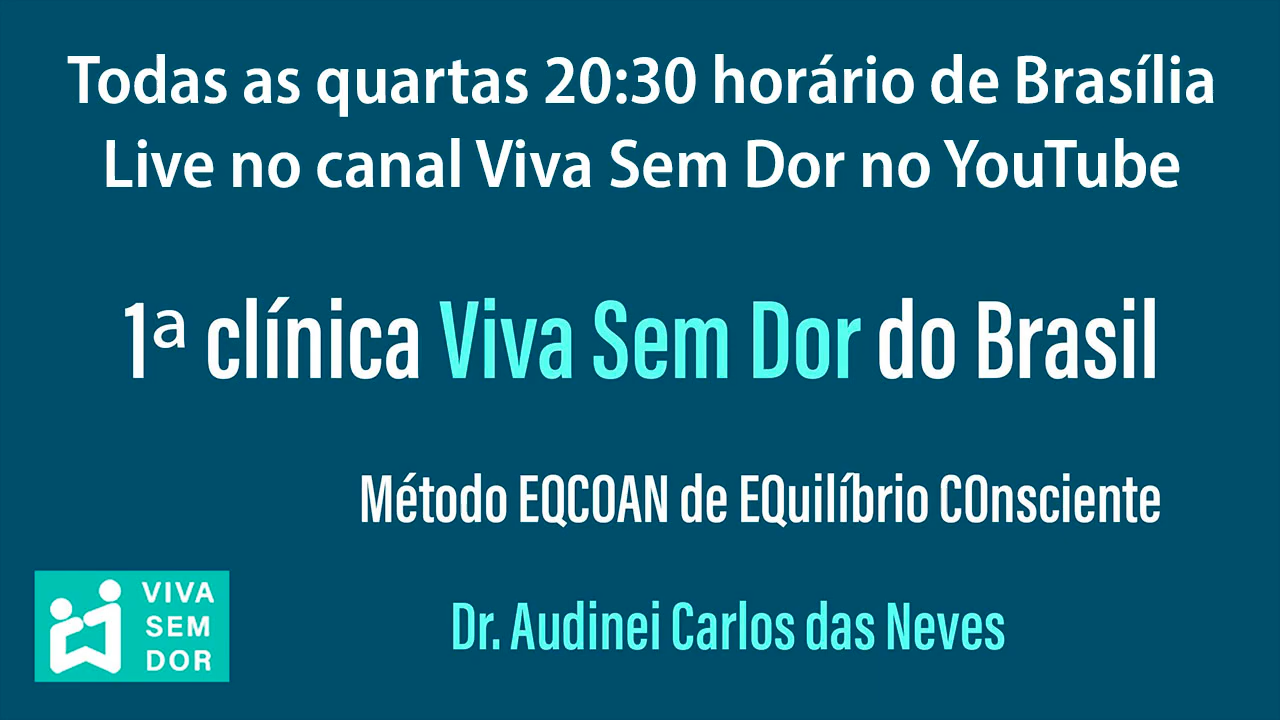 Todas as quartas 20:30 horário de Brasília
Live no canal Viva Sem Dor no YouTube
1ª clínica Viva Sem Dor do Brasil
Método EQCOAN de EQuilíbrio COnsciente
VIVA
SEM
DOR
Dr. Audinei Carlos das Neves